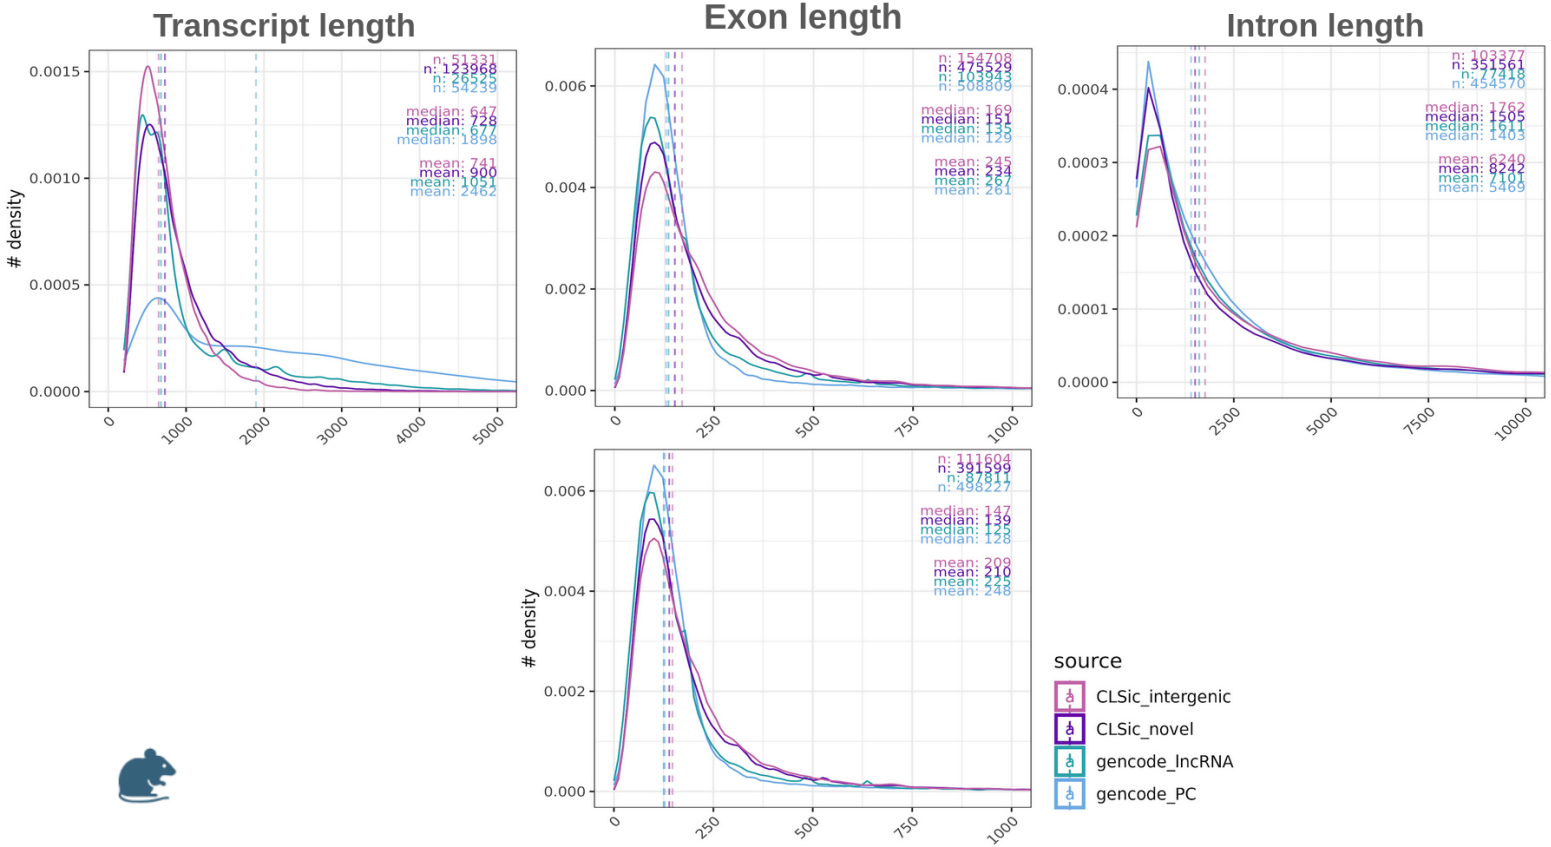 Transcript length
n: 51331
n: 123968
n: 26525
n: 54239
median: 647
median: 728
median: 677
median: 1898
mean: 741
mean: 900
mean: 1051
mean: 2462
# density
0.0015
0.0010
0.0005
0.0000
0
1000
2000
3000
4000
5000
Exon length
n: 154708
n: 475529
n: 103943
n: 508809
median: 169
median: 151
median: 135
median: 129
mean: 245
mean: 234
mean: 267
mean: 261
0.006
0.004
0.002
0.000
0
250
500
750
1000
Intron length
n: 103377
n: 351561
n: 77418
n: 454570
median: 1762
median: 1505
median: 1611
median: 1403
mean: 6240
mean: 8242
mean: 7101
mean: 5469
0.0004
0.0003
0.0002
0.0001
0.0000
0
2500
5000
7500
10000
n: 111604
n: 391599
n: 87811
n: 498227
median: 147
median: 139
median: 125
median: 128
mean: 209
mean: 210
mean: 225
mean: 248
# density
0.006
0.004
0.002
0.000
0
250
500
750
1000
source
a CLSic_intergenic
a CLSic_novel
a gencode_lncRNA
a gencode_PC